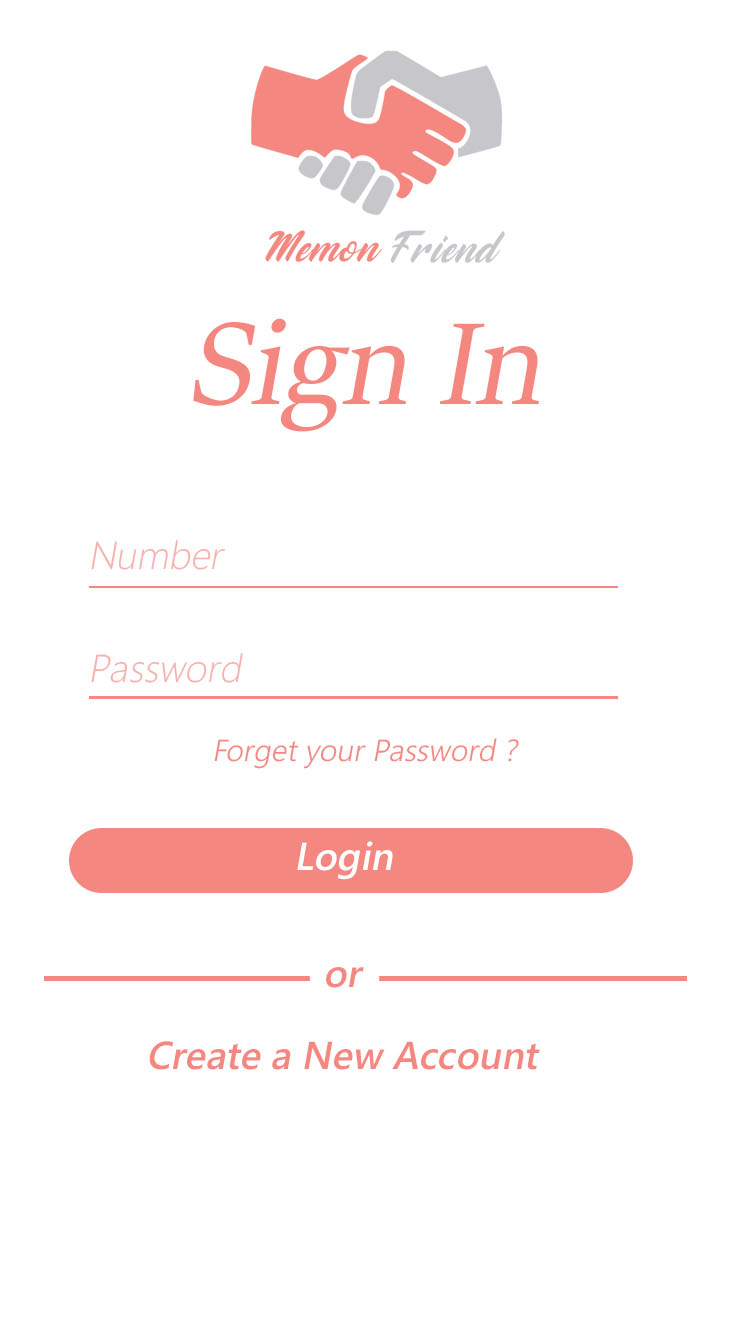 Memon Friend
Sign In
Number
Password
Forget your Password ?
Login
or
Create a New Account